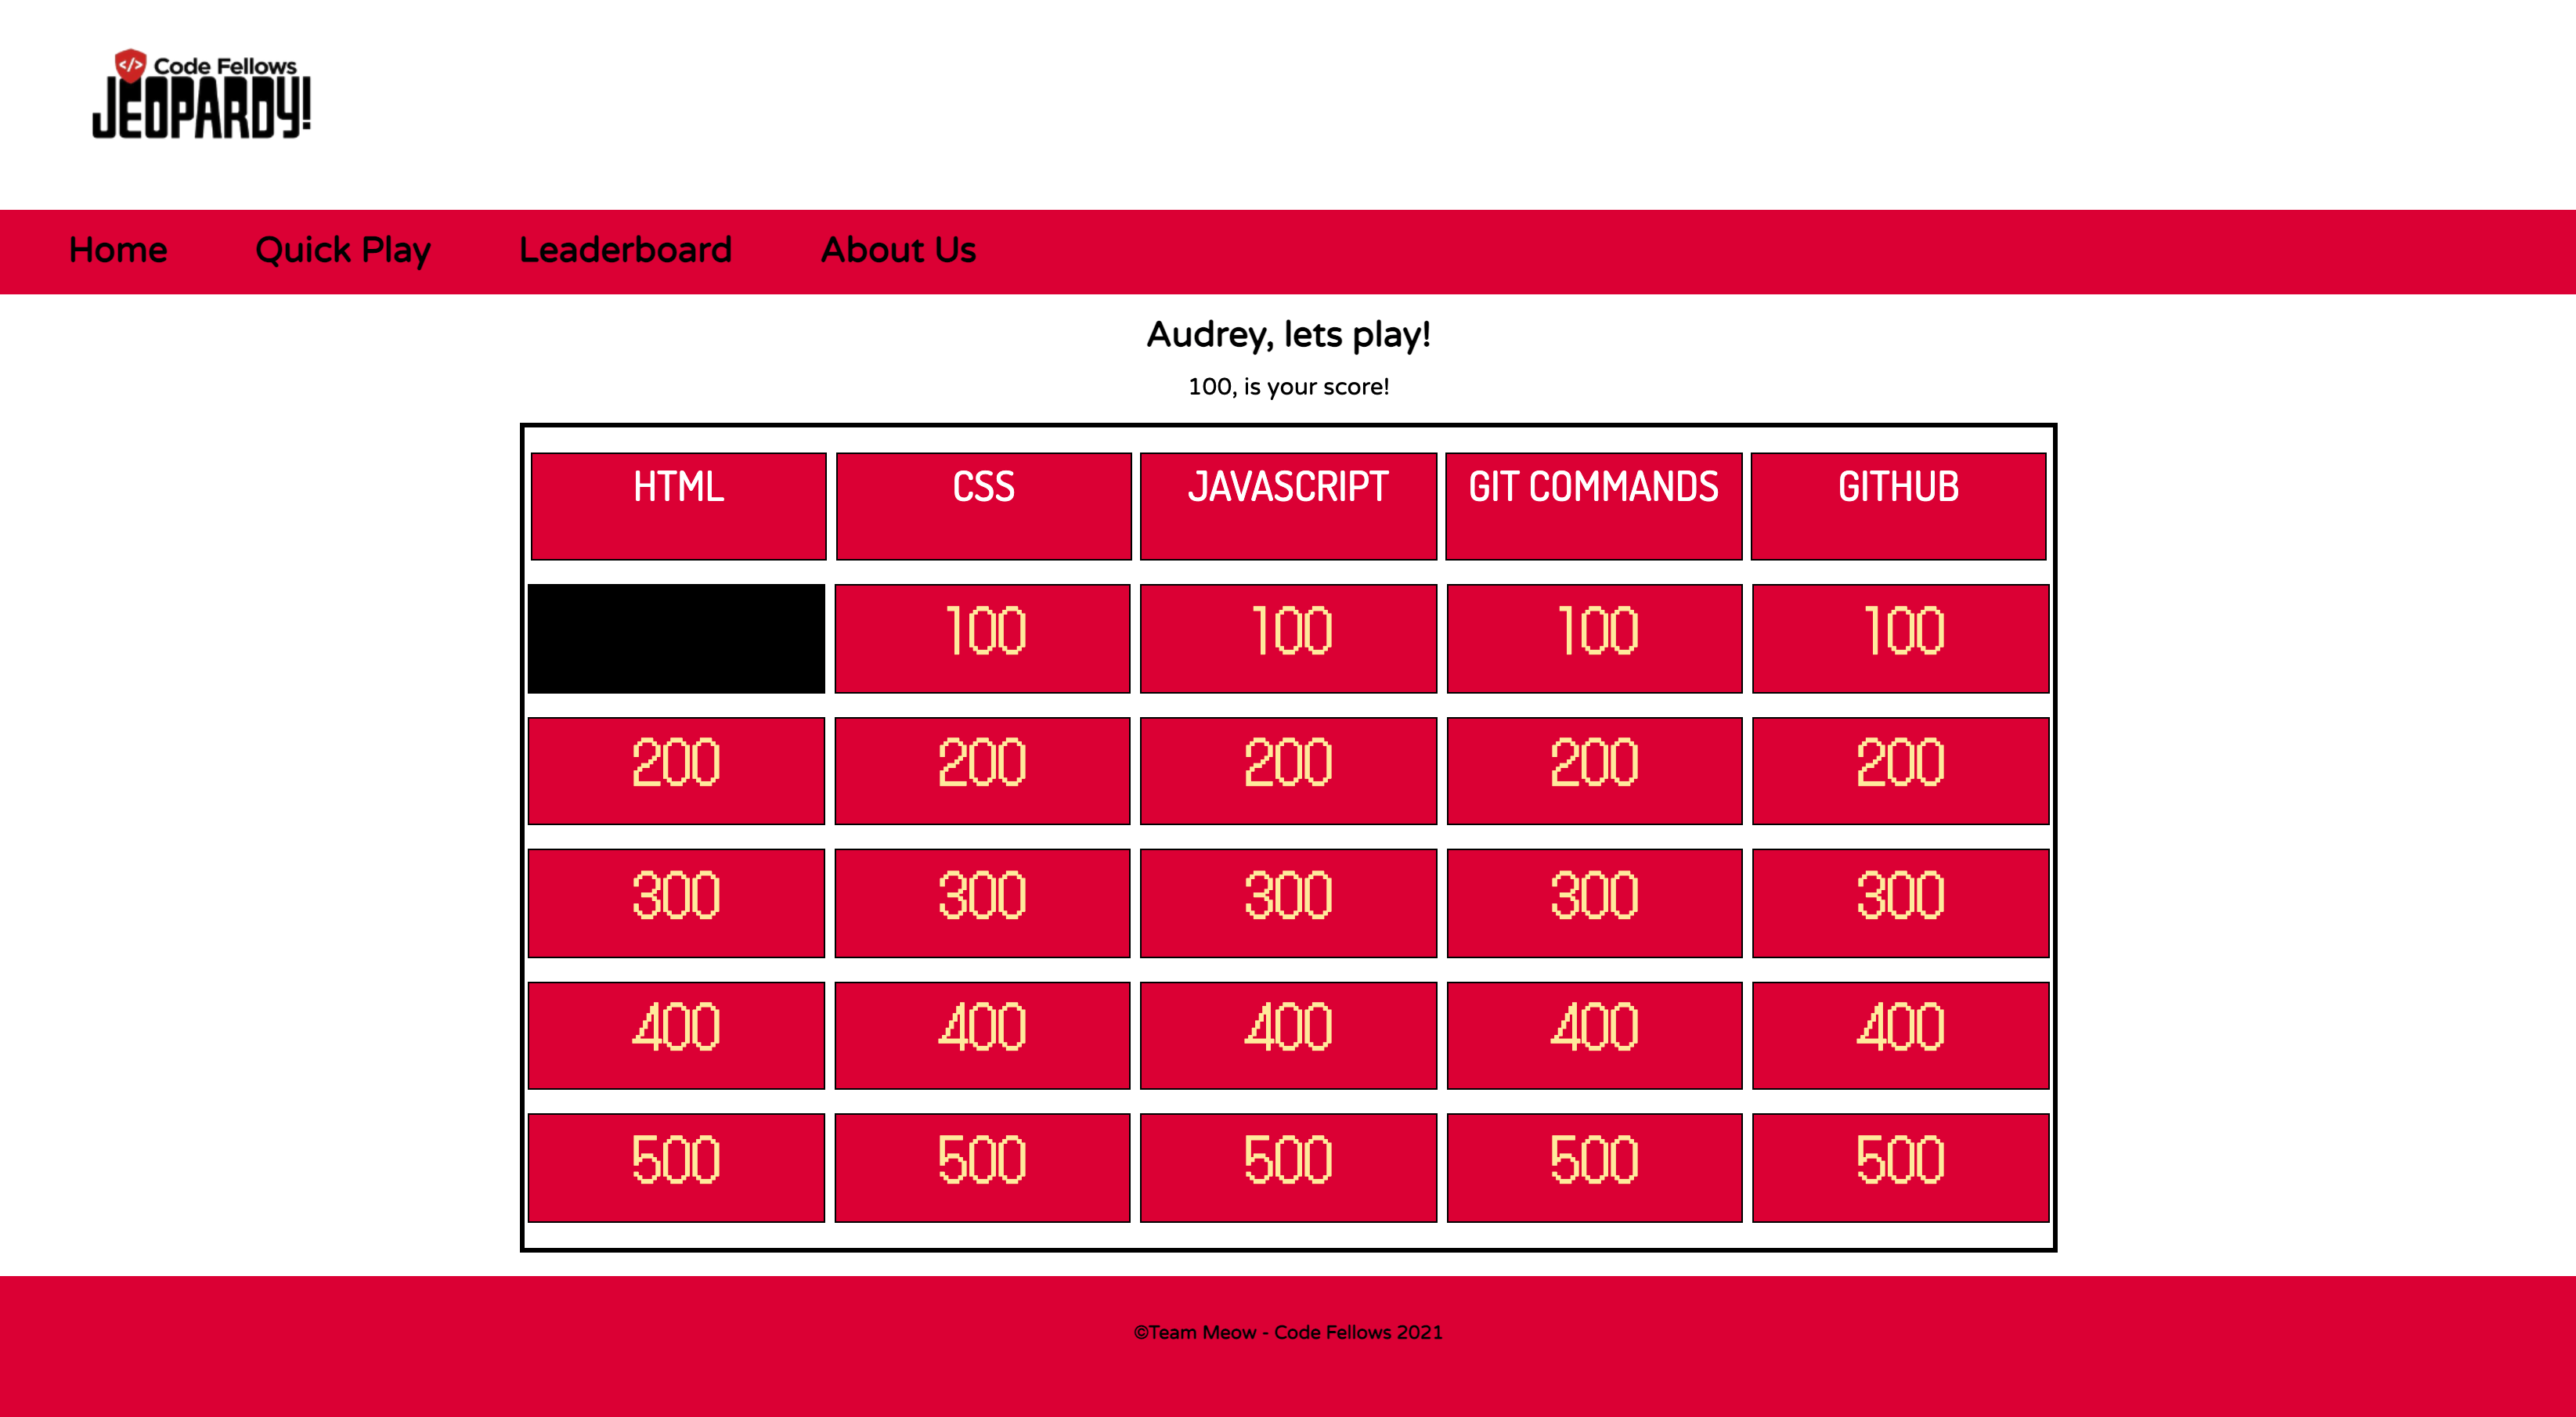 </> Code Fellows
JEOPARDY!
Home Quick Play Leaderboard About Us
Audrey, lets play!
100, is your score!
HTML CSS JAVASCRIPT GIT COMMANDS GITHUB
100 100 100 100
200 200 200 200 200
300 300 300 300 300
400 400 400 400 400
500 500 500 500 500
©Team Meow - Code Fellows 2021